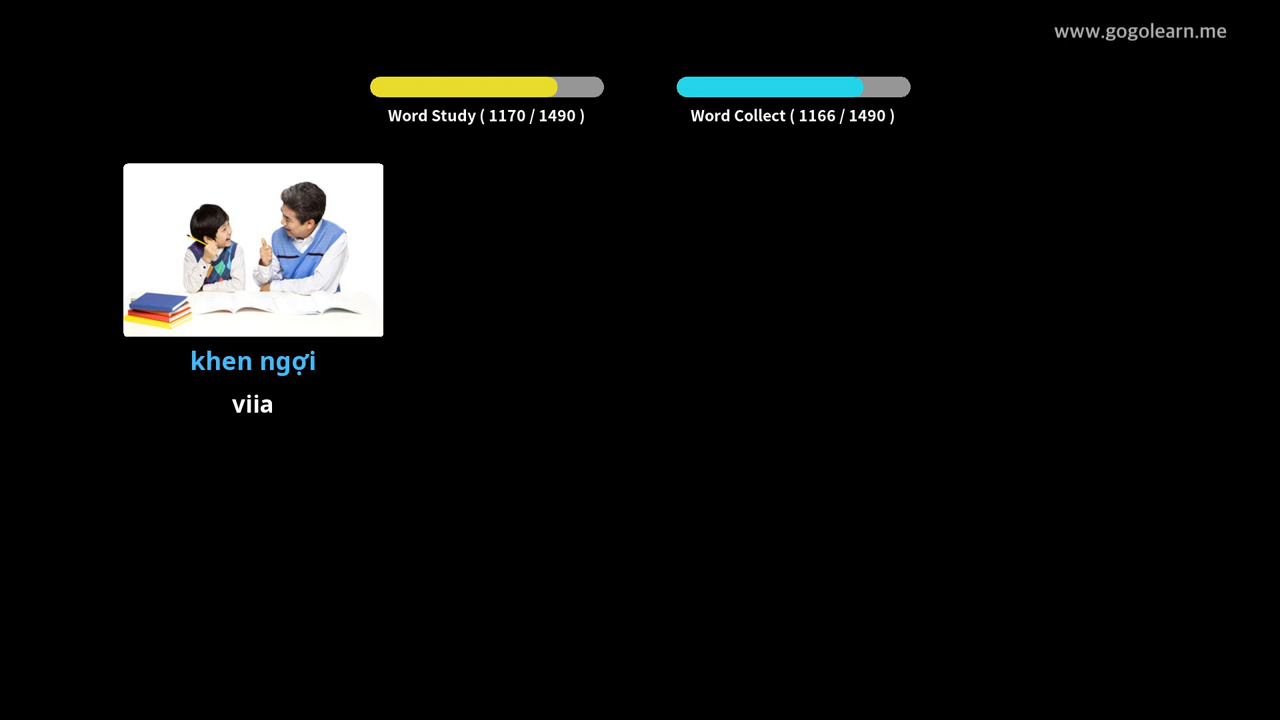 www.gogolearn.me
Word Study ( 1170 / 1490 )
Word Collect ( 1166 / 1490 )
khen ngợi
viia